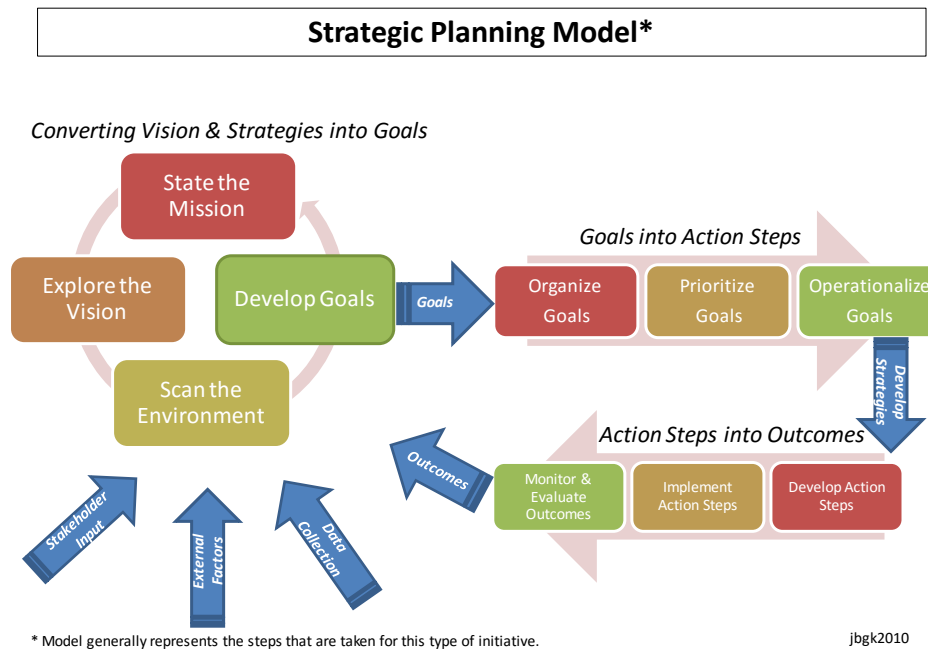 Strategic Planning Model*
Converting Vision & Strategies into Goals
State the
Mission
Explore the
Vision
Develop Goals
Scan the
Environment
Goals
Goals into Action Steps
Organize
Goals
Prioritize
Goals
Operationalize
Goals
Develop
Strategies
Action Steps into Outcomes
Develop Action
Steps
Implement
Action Steps
Monitor &
Evaluate
Outcomes
Outcomes
Stakeholder
Input
External
Factors
Data
Collection
* Model generally represents the steps that are taken for this type of initiative.
jbgk2010